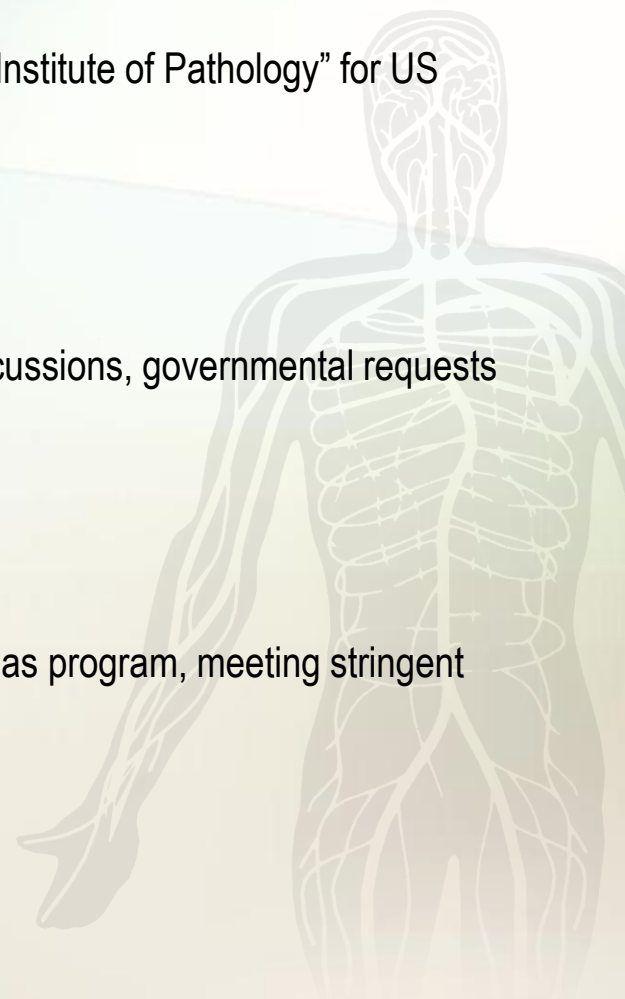 Institute of Pathology” for US
cussions, governmental requests
as program, meeting stringent